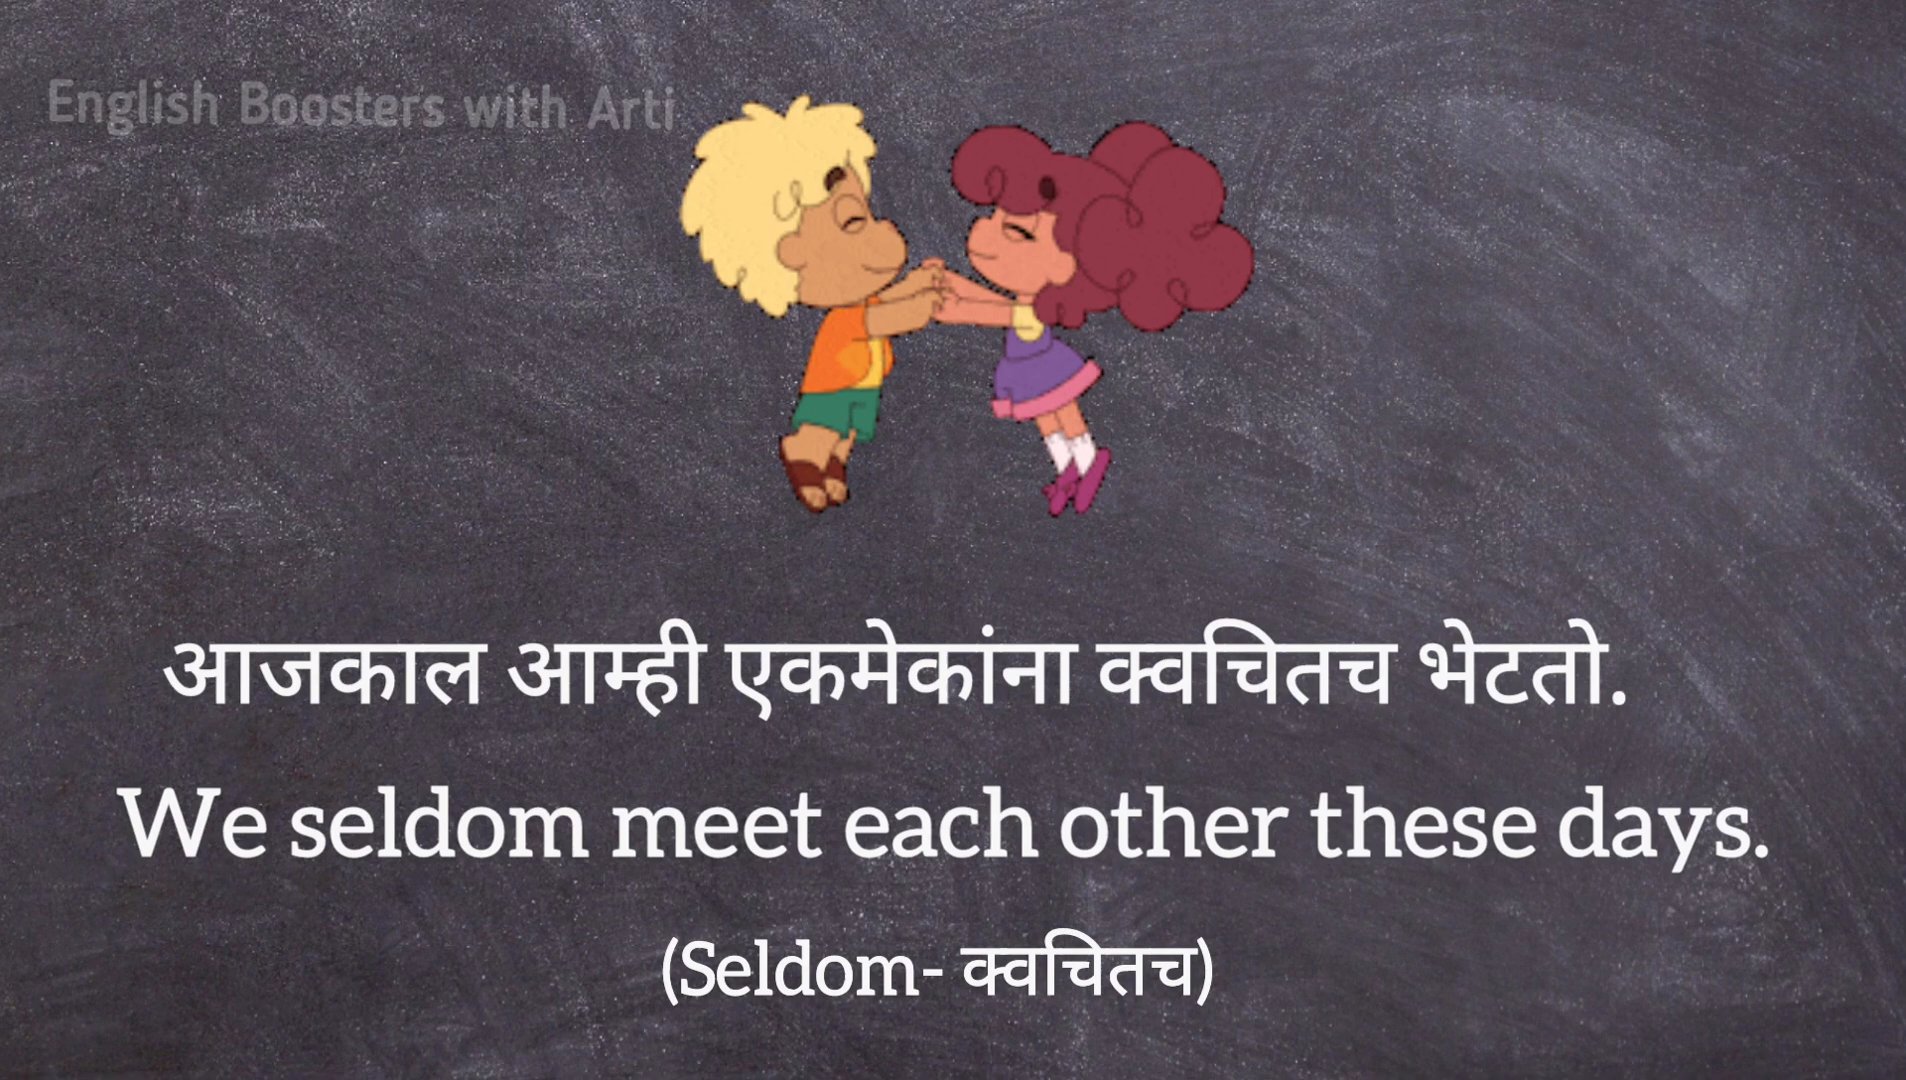 English Boosters with Arti
आजकाल आम्ही एकमेकांना क्वचितच भेटतो.
We seldom meet each other these days.
(Seldom- क्वचितच)